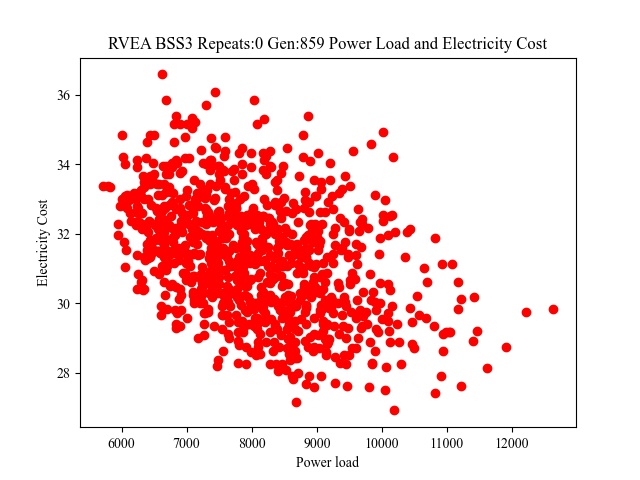 RVEA BSS3 Repeats:0 Gen:859 Power Load and Electricity Cost
36
34
32
30
28
Electricity Cost
6000 7000 8000 9000 10000 11000 12000
Power load